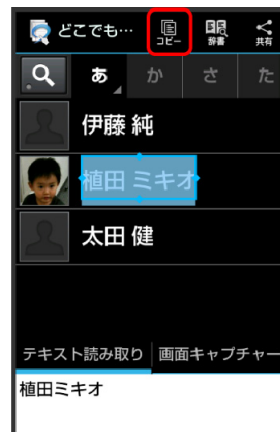 どこでも…
コピー
辞書
共有
あ か さ た
伊藤 純
植田 ミキオ
太田 健
テキスト読み取り 画面キャプチャー
植田ミキオ